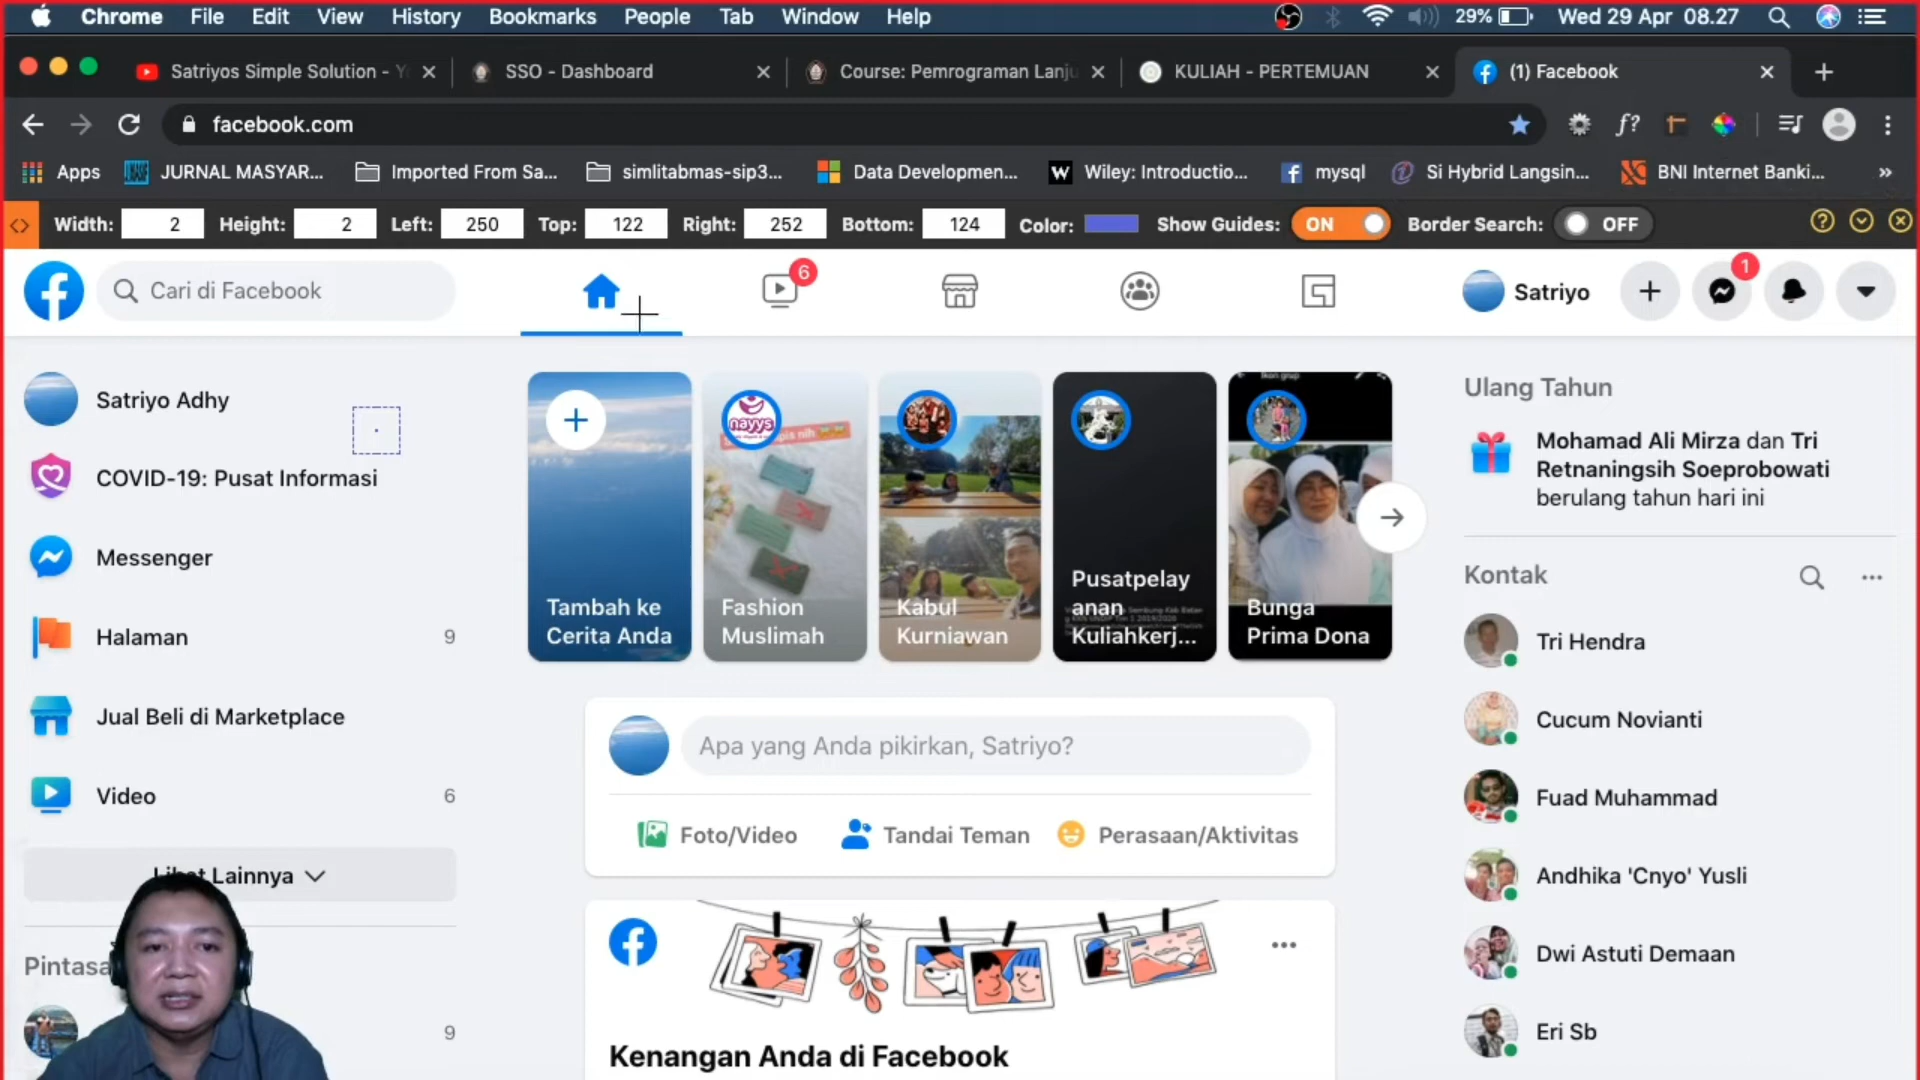 Chrome File Edit View History Bookmarks People Tab Window Help 29% Wed 29 Apr 08.27
Satriyos Simple Solution - Y SSO - Dashboard Course: Pemrograman Lanju KULIAH - PERTEMUAN (1) Facebook
facebook.com f?
Apps JURNAL MASYAR... Imported From Sa... simlitabmas-sip3... Data Developmen... W Wiley: Introductio... mysql Si Hybrid Langsin... BNI Internet Banki... »
Width: 2 Height: 2 Left: 250 Top: 122 Right: 252 Bottom: 124 Color: Show Guides: ON Border Search: OFF
Cari di Facebook 6 Satriyo 1
Satriyo Adhy
COVID-19: Pusat Informasi
Messenger
Halaman 9
Jual Beli di Marketplace
Video 6
Lainnya
9
nayys
Tambah ke
Cerita Anda
Fashion
Muslimah
Kabul
Kurniawan
Pusatpelay
anan
Kuliahkerj...
Ikon grup
Bunga
Prima Dona
Apa yang Anda pikirkan, Satriyo?
Foto/Video Tandai Teman Perasaan/Aktivitas
Kenangan Anda di Facebook
Ulang Tahun
Mohamad Ali Mirza dan Tri
Retnaningsih Soeprobowati
berulang tahun hari ini
Kontak
Tri Hendra
Cucum Novianti
Fuad Muhammad
Andhika 'Cnyo' Yusli
Dwi Astuti Demaan
Eri Sb